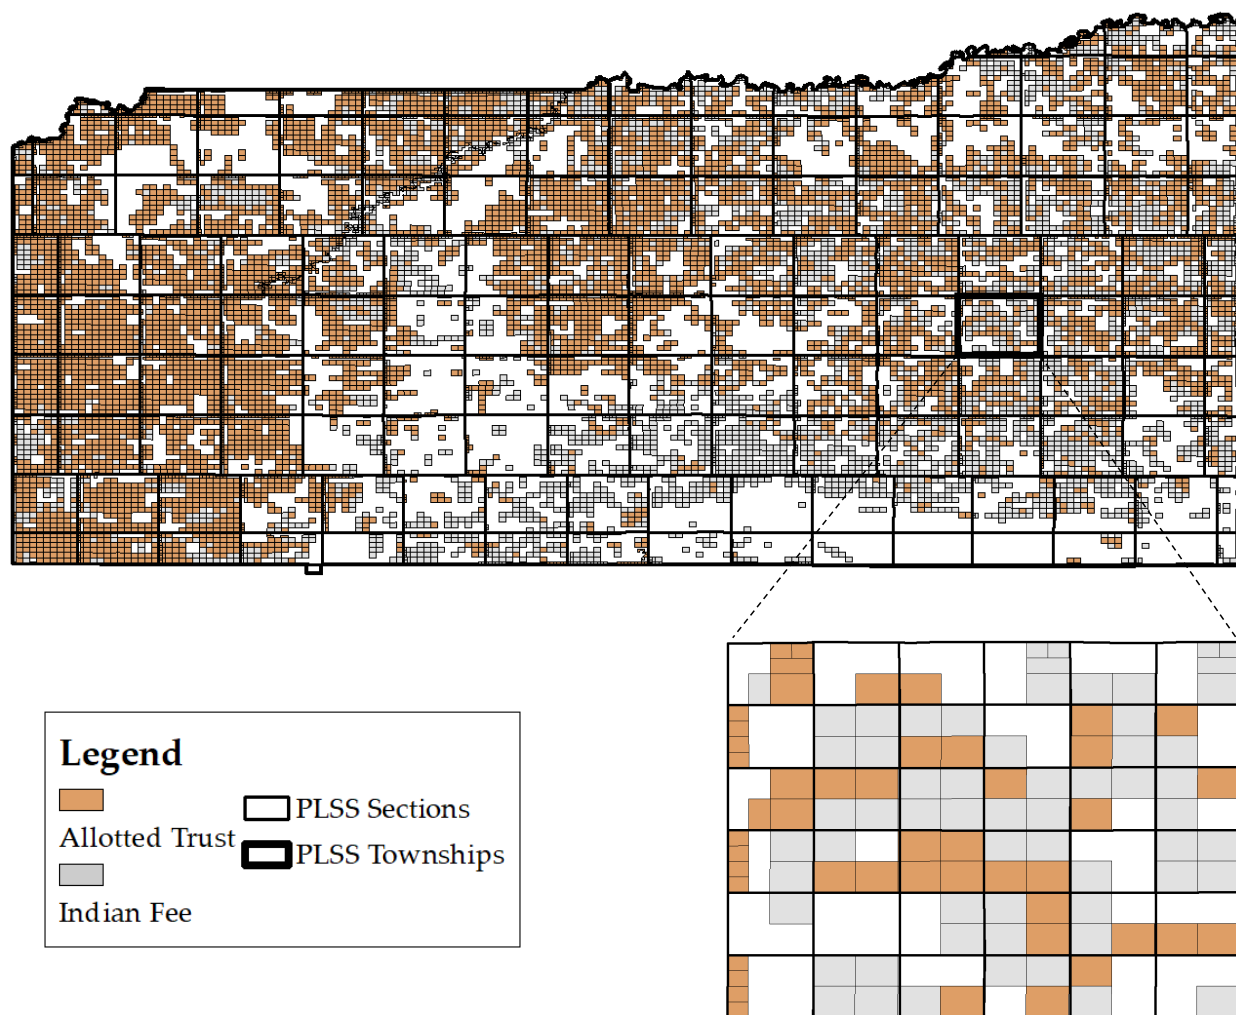 Legend
PLSS Sections
Allotted Trust
PLSS Townships
Indian Fee